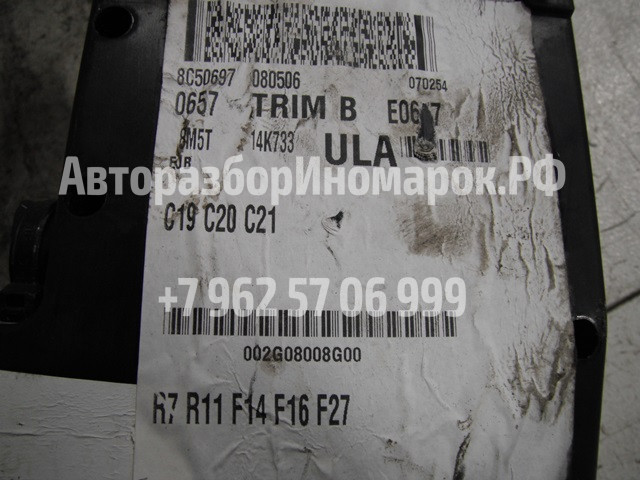 8C50697 080506 070254
0657 TRIM B
8M5T 14K733 ULA
EJB
АвторазборИномарок.РФ
C19 C20 C21
+7 962 57 06 999
002G08008G00
R7 R11 F14 F16 F27